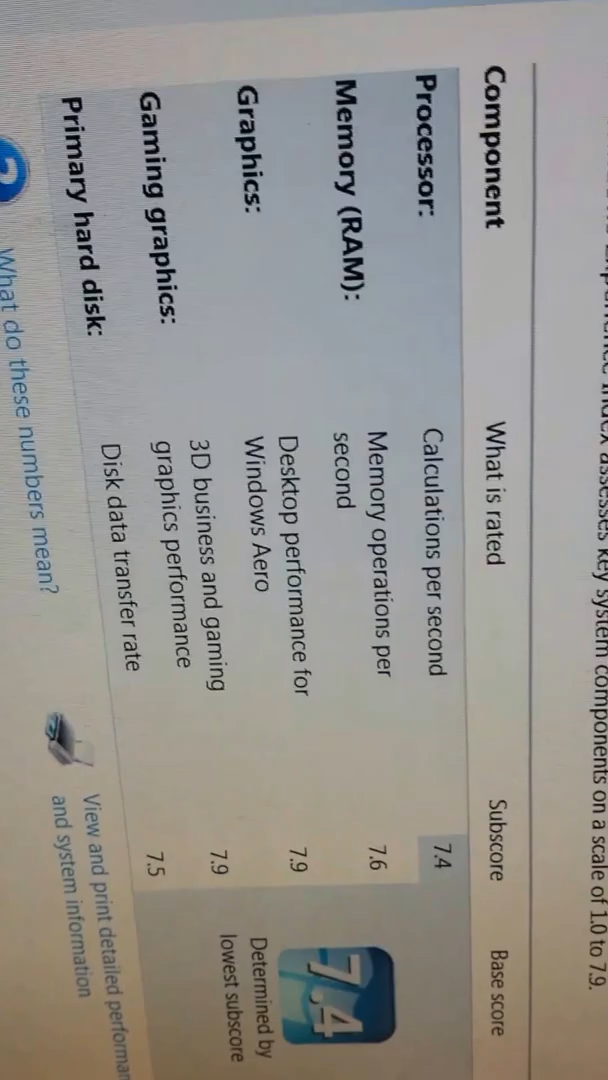 Index assesses key system components on a scale of 1.0 to 7.9.
Component What is rated Subscore Base score
Processor: Calculations per second 7.4
Memory (RAM): Memory operations per
second 7.6
Graphics: Desktop performance for
Windows Aero 7.9
Gaming graphics: 3D business and gaming
graphics performance 7.9
Primary hard disk: Disk data transfer rate 7.5
7.4
Determined by
lowest subscore
What do these numbers mean?
View and print detailed
and system information